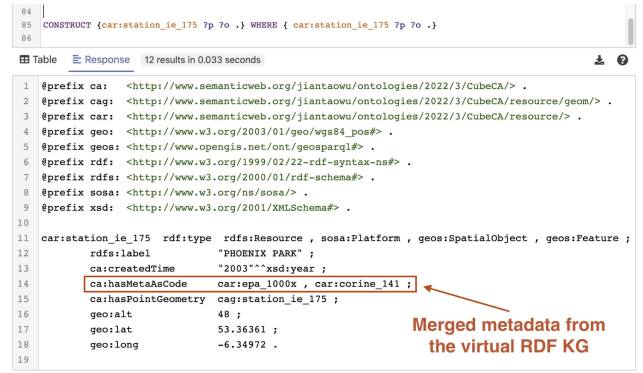 84
85 CONSTRUCT {car:station_ie_175 ?p ?o .} WHERE { car:station_ie_175 ?p ?o .}
86
Table Response 12 results in 0.033 seconds
1 @prefix ca: <http://www.semanticweb.org/jiantaowu/ontologies/2022/3/CubeCA/> .
2 @prefix cag: <http://www.semanticweb.org/jiantaowu/ontologies/2022/3/CubeCA/resource/geom/> .
3 @prefix car: <http://www.semanticweb.org/jiantaowu/ontologies/2022/3/CubeCA/resource/> .
4 @prefix geo: <http://www.w3.org/2003/01/geo/wgs84_pos#> .
5 @prefix geos: <http://www.opengis.net/ont/geosparql#> .
6 @prefix rdf: <http://www.w3.org/1999/02/22-rdf-syntax-ns#> .
7 @prefix rdfs: <http://www.w3.org/2000/01/rdf-schema#> .
8 @prefix sosa: <http://www.w3.org/ns/sosa/> .
9 @prefix xsd: <http://www.w3.org/2001/XMLSchema#> .
10
11 car:station_ie_175 rdf:type rdfs:Resource , sosa:Platform , geos:SpatialObject , geos:Feature ;
12 rdfs:label "PHOENIX PARK" ;
13 ca:createdTime "2003"^^xsd:year ;
14 ca:hasMetaAsCode car:epa_1000x , car:corine_141 ;
15 ca:hasPointGeometry cag:station_ie_175 ;
16 geo:alt 48 ;
17 geo:lat 53.36361 ;
18 geo:long -6.34972 .
19
Merged metadata from
the virtual RDF KG